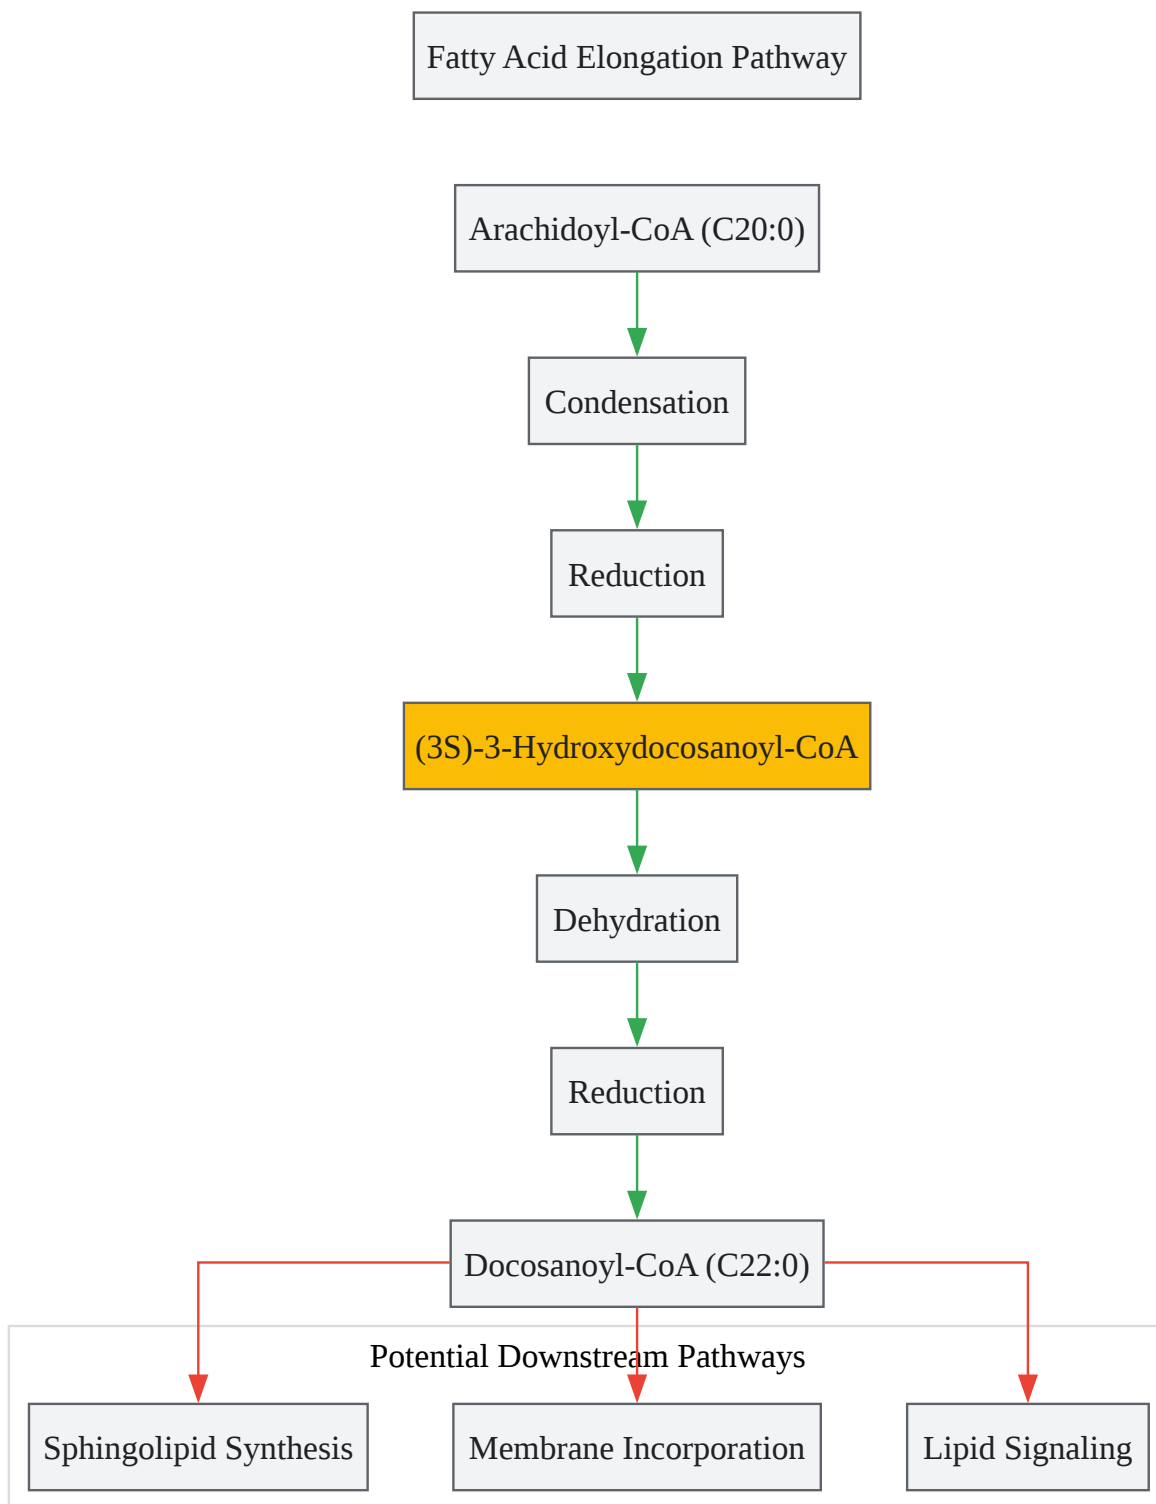 Fatty Acid Elongation Pathway
Arachidoyl-CoA (C20:0)
Condensation
Reduction
(3S)-3-Hydroxydocosanoyl-CoA
Dehydration
Reduction
Docosanoyl-CoA (C22:0)
Potential Downstream Pathways
Sphingolipid Synthesis
Membrane Incorporation
Lipid Signaling